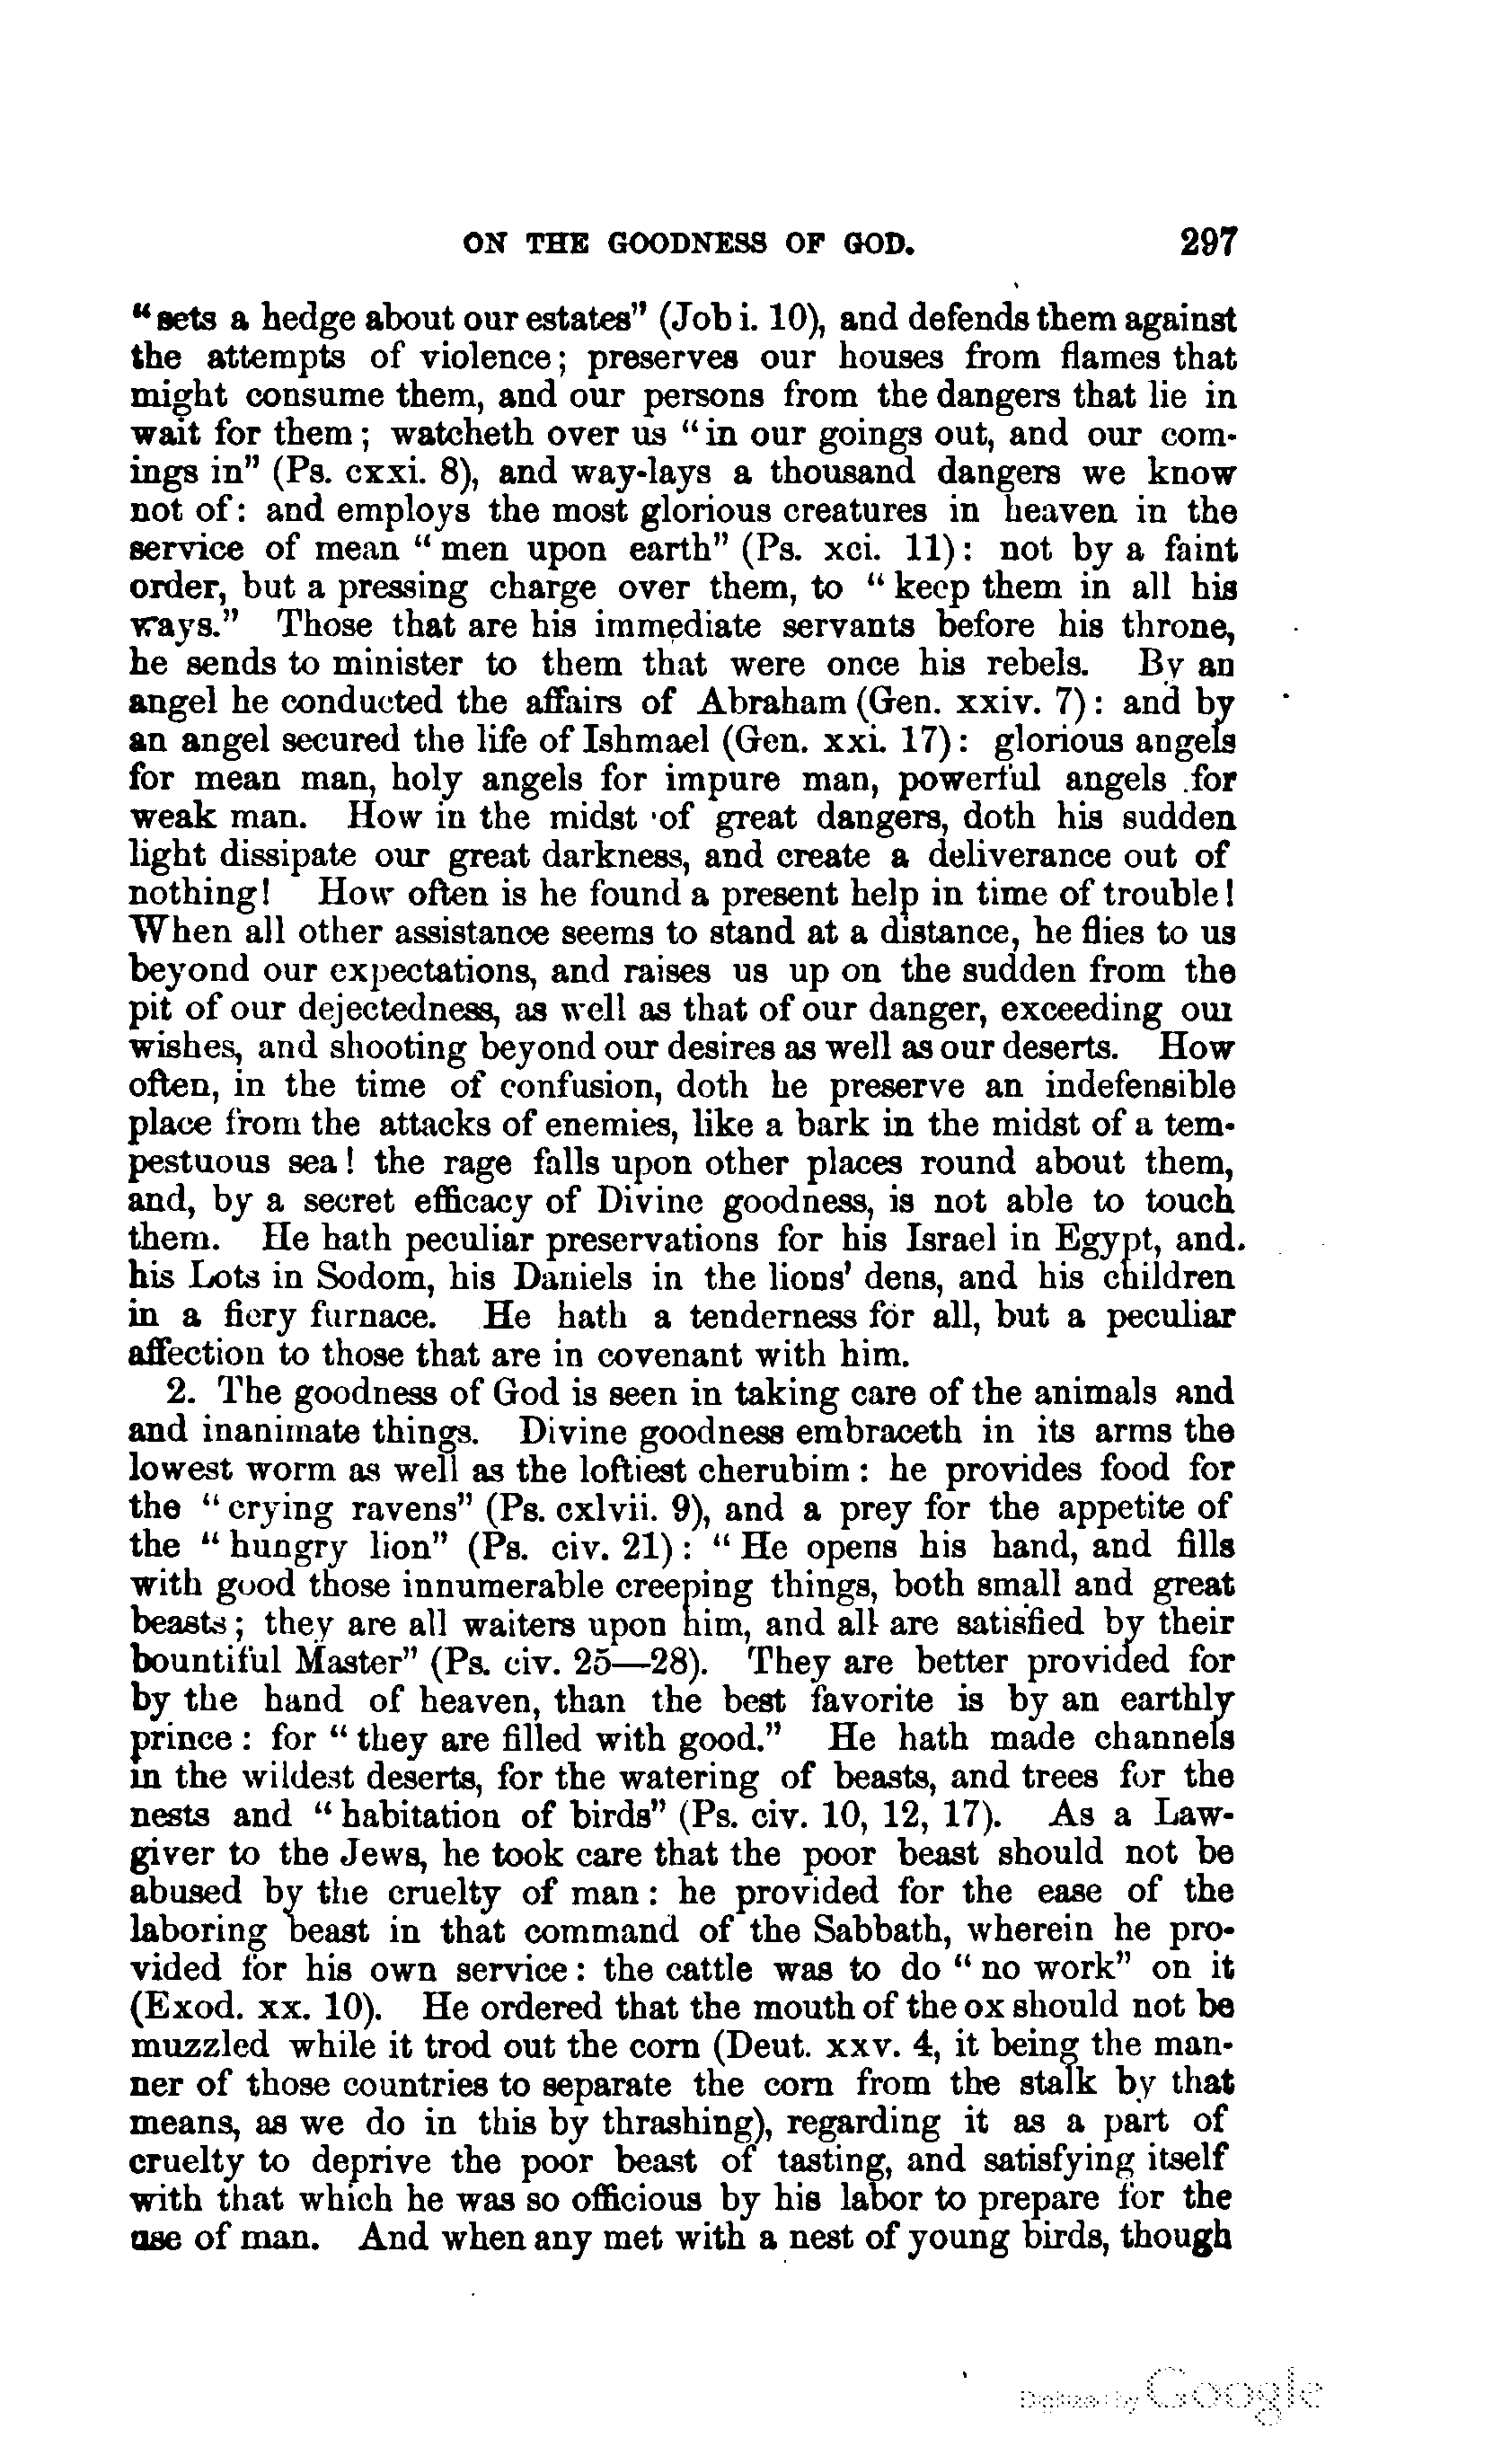 ON THE GOODNESS OF GOD. 297
“sets a hedge about our estates” (Job i. 10), and defends them against
the attempts of violence; preserves our houses from flames that
might consume them, and our persons from the dangers that lie in
wait for them; watcheth over us “in our goings out, and our com-
ings in” (Ps. cxxi. 8), and way-lays a thousand dangers we know
not of: and employs the most glorious creatures in heaven in the
service of mean “men upon earth” (Ps. xci. 11): not by a faint
order, but a pressing charge over them, to “keep them in all his
ways.” Those that are his immediate servants before his throne,
he sends to minister to them that were once his rebels. By an
angel he conducted the affairs of Abraham (Gen. xxiv. 7): and by
an angel secured the life of Ishmael (Gen. xxi. 17): glorious angels
for mean man, holy angels for impure man, powerful angels for
weak man. How in the midst of great dangers, doth his sudden
light dissipate our great darkness, and create a deliverance out of
nothing! How often is he found a present help in time of trouble!
When all other assistance seems to stand at a distance, he flies to us
beyond our expectations, and raises us up on the sudden from the
pit of our dejectedness, as well as that of our danger, exceeding our
wishes, and shooting beyond our desires as well as our deserts. How
often, in the time of confusion, doth he preserve an indefensible
place from the attacks of enemies, like a bark in the midst of a tem-
pestuous sea! the rage falls upon other places round about them,
and, by a secret efficacy of Divine goodness, is not able to touch
them. He hath peculiar preservations for his Israel in Egypt, and
his Lots in Sodom, his Daniels in the lions’ dens, and his children
in a fiery furnace. He hath a tenderness for all, but a peculiar
affection to those that are in covenant with him.
2. The goodness of God is seen in taking care of the animals and
and inanimate things. Divine goodness embraceth in its arms the
lowest worm as well as the loftiest cherubim: he provides food for
the “crying ravens” (Ps. cxlvii. 9), and a prey for the appetite of
the “hungry lion” (Ps. civ. 21): “He opens his hand, and fills
with good those innumerable creeping things, both small and great
beasts; they are all waiters upon him, and all are satisfied by their
bountiful Master” (Ps. civ. 25—28). They are better provided for
by the hand of heaven, than the best favorite is by an earthly
prince: for “they are filled with good.” He hath made channels
in the wildest deserts, for the watering of beasts, and trees for the
nests and “habitation of birds” (Ps. civ. 10, 12, 17). As a Law-
giver to the Jews, he took care that the poor beast should not be
abused by the cruelty of man: he provided for the ease of the
laboring beast in that command of the Sabbath, wherein he pro-
vided for his own service: the cattle was to do “no work” on it
(Exod. xx. 10). He ordered that the mouth of the ox should not be
muzzled while it trod out the corn (Deut. xxv. 4, it being the man-
ner of those countries to separate the corn from the stalk by that
means, as we do in this by thrashing), regarding it as a part of
cruelty to deprive the poor beast of tasting, and satisfying itself
with that which he was so officious by his labor to prepare for the
use of man. And when any met with a nest of young birds, though
Digitized by Google